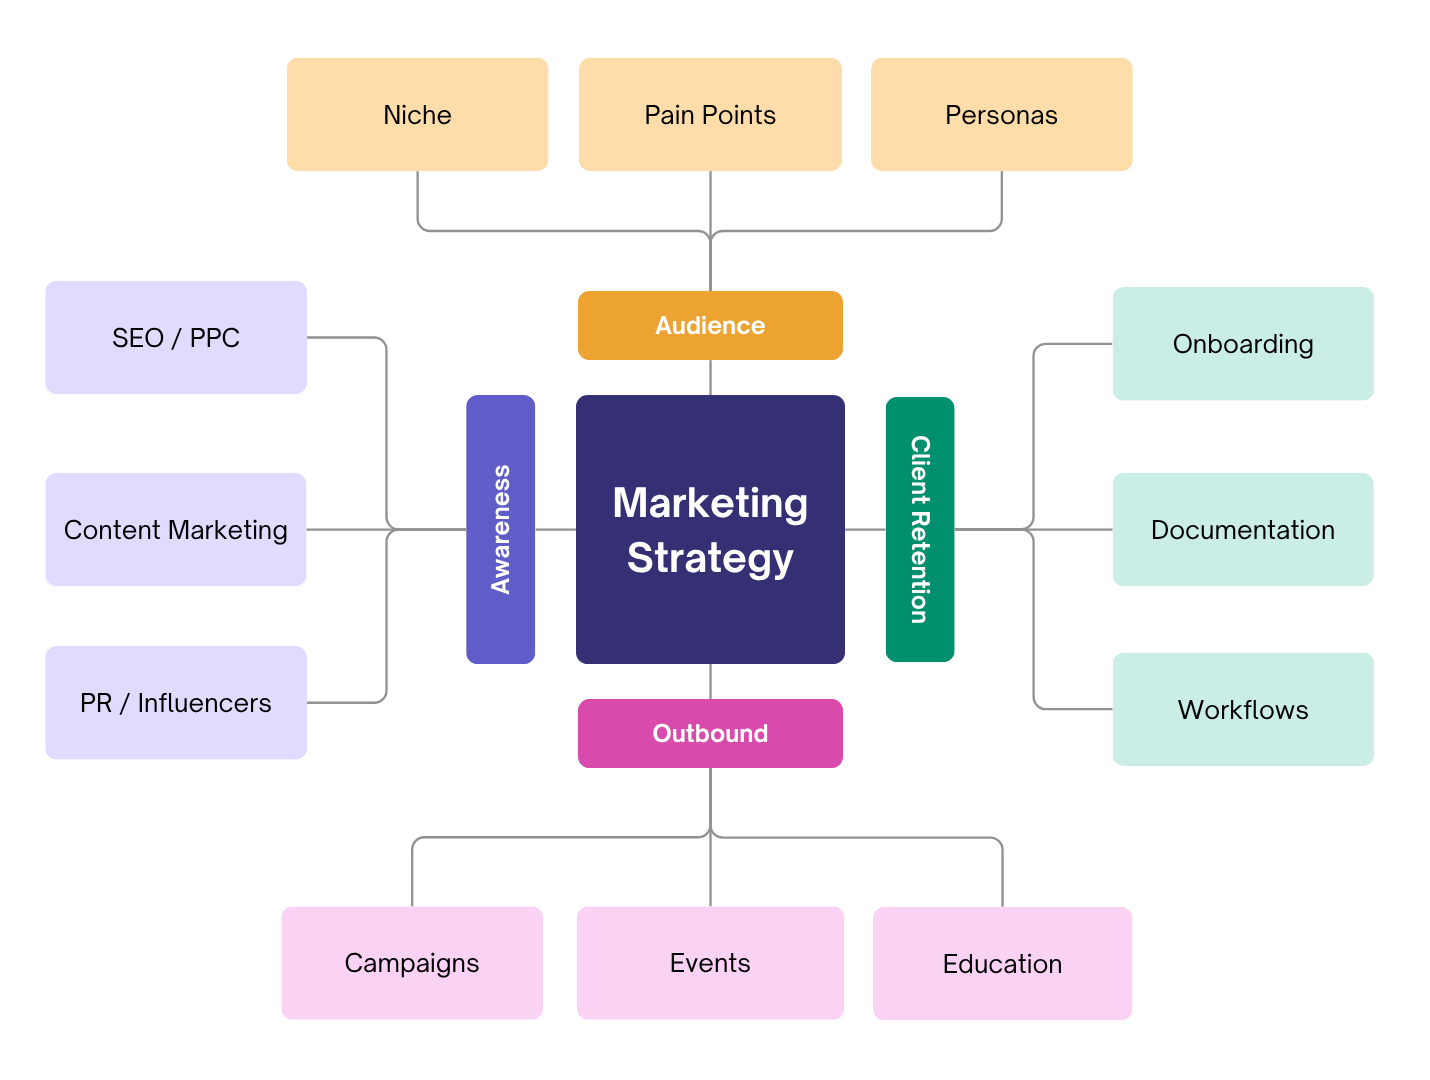 Niche
Pain Points
Personas
Audience
SEO / PPC
Content Marketing
PR / Influencers
Awareness
Marketing
Strategy
Client Retention
Onboarding
Documentation
Workflows
Outbound
Campaigns
Events
Education